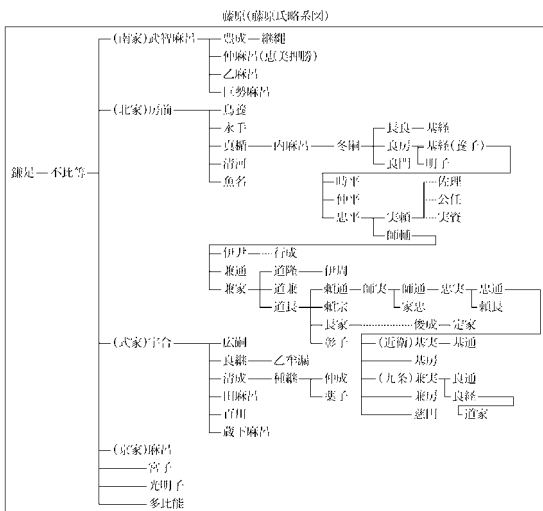 藤原(藤原氏略系図)
(南家)武智麻呂 豊成 継縄
仲麻呂(恵美押勝)
乙麻呂
巨勢麻呂
(北家)房前 鳥養
永手 長良 基経
真楯 内麻呂 冬嗣 良房 基経(養子)
清河 良門 明子
鎌足 不比等
魚名
時平 佐理
仲平 公任
忠平 実頼 実資
師輔
伊尹 行成
兼通 道隆 伊周
兼家 道兼 頼通 師実 師通 忠実 忠通
道長 頼宗 家忠 頼長
長家 俊成 定家
彰子
(式家)宇合 広嗣 (近衛)基実 基通
良継 乙牟漏 基房
清成 種継 仲成 (九条)兼実 良通
田麻呂 薬子 兼房 良経
百川 慈円 道家
蔵下麻呂
(京家)麻呂
宮子
光明子
多比能